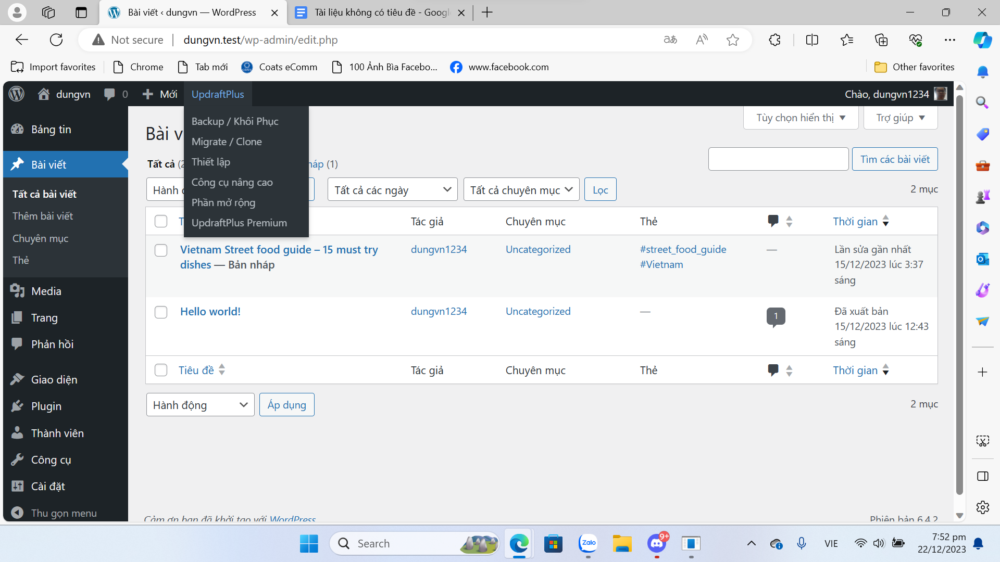 Bài viết ‹ dungvn — WordPress
Tài liệu không có tiêu đề - Googl
Not secure
dungvn.test/wp-admin/edit.php
Import favorites
Chrome
Tab mới
Coats eComm
100 Ảnh Bìa Facebo...
www.facebook.com
Other favorites
dungvn
0
Mới
UpdraftPlus
Chào, dungvn1234
Backup / Khôi Phục
Migrate / Clone
Thiết lập
Công cụ nâng cao
Phần mở rộng
UpdraftPlus Premium
Bảng tin
Bài viết
Tất cả bài viết
Thêm bài viết
Chuyên mục
Thẻ
Media
Trang
Phản hồi
Giao diện
Plugin
Thành viên
Công cụ
Cài đặt
Thu gọn menu
Tùy chọn hiển thị
Trợ giúp
Bài v
Tất cả (2
háp (1)
Tìm các bài viết
Hành đ
Tất cả các ngày
Tất cả chuyên mục
Lọc
2 mục
T
Tác giả
Chuyên mục
Thẻ
Thời gian
Vietnam Street food guide – 15 must try
dishes — Bản nháp
dungvn1234
Uncategorized
#street_food_guide
#Vietnam
—
Lần sửa gần nhất
15/12/2023 lúc 3:37
sáng
Hello world!
dungvn1234
Uncategorized
—
1
Đã xuất bản
15/12/2023 lúc 12:43
sáng
Tiêu đề
Tác giả
Chuyên mục
Thẻ
Thời gian
Hành động
Áp dụng
2 mục
Cảm ơn bạn đã khởi tạo với WordPress
Phiên bản 6.4.2
Search
Zalo
9+
VIE
7:52 pm
22/12/2023